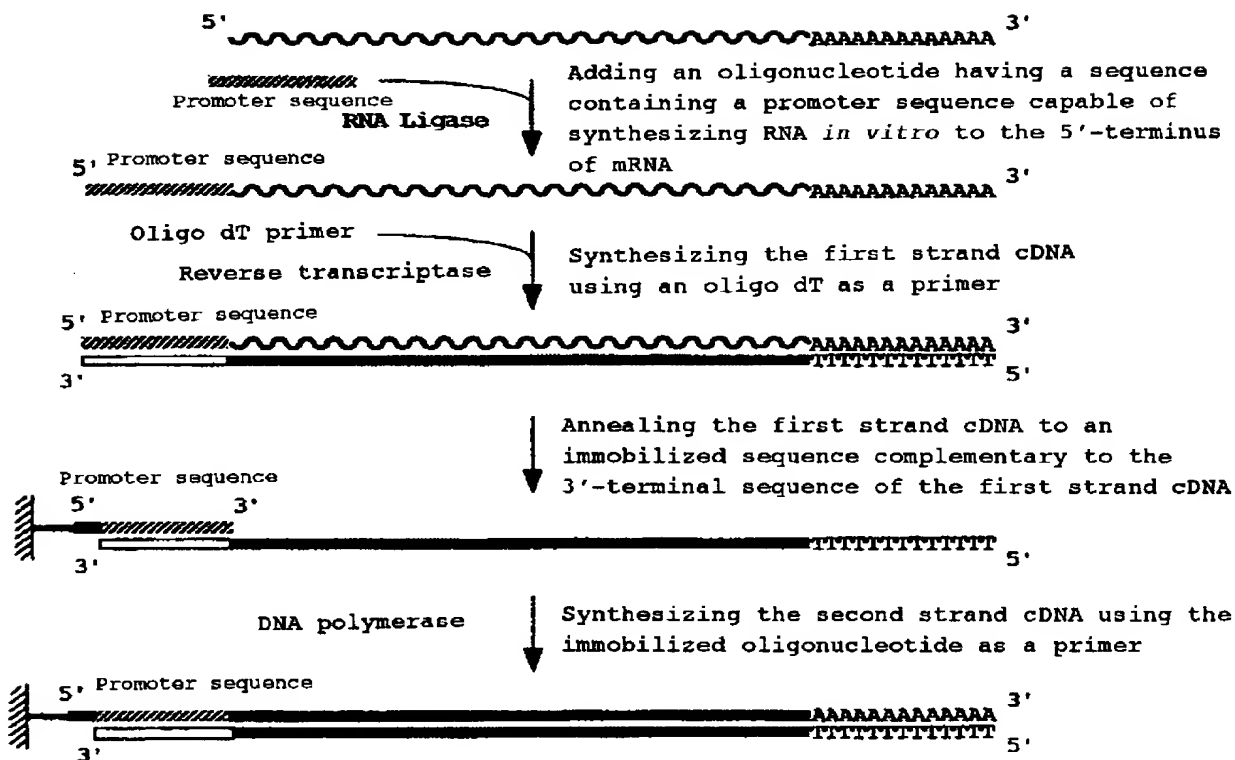 5' 3'
AAAAAAAAAAAAA
Promoter sequence
RNA Ligase
Adding an oligonucleotide having a sequence
containing a promoter sequence capable of
synthesizing RNA in vitro to the 5′-terminus
of mRNA
5' Promoter sequence 3'
AAAAAAAAAAAAA
Oligo dT primer
Reverse transcriptase
Synthesizing the first strand cDNA
using an oligo dT as a primer
5' Promoter sequence 3'
AAAAAAAAAAAAA
TTTTTTTTTTTTT
3' 5'
Annealing the first strand cDNA to an
immobilized sequence complementary to the
3′-terminal sequence of the first strand cDNA
Promoter sequence
5' 3'
TTTTTTTTTTTTT
3' 5'
DNA polymerase
Synthesizing the second strand cDNA using the
immobilized oligonucleotide as a primer
5' Promoter sequence 3'
AAAAAAAAAAAAA
TTTTTTTTTTTTT
3' 5'